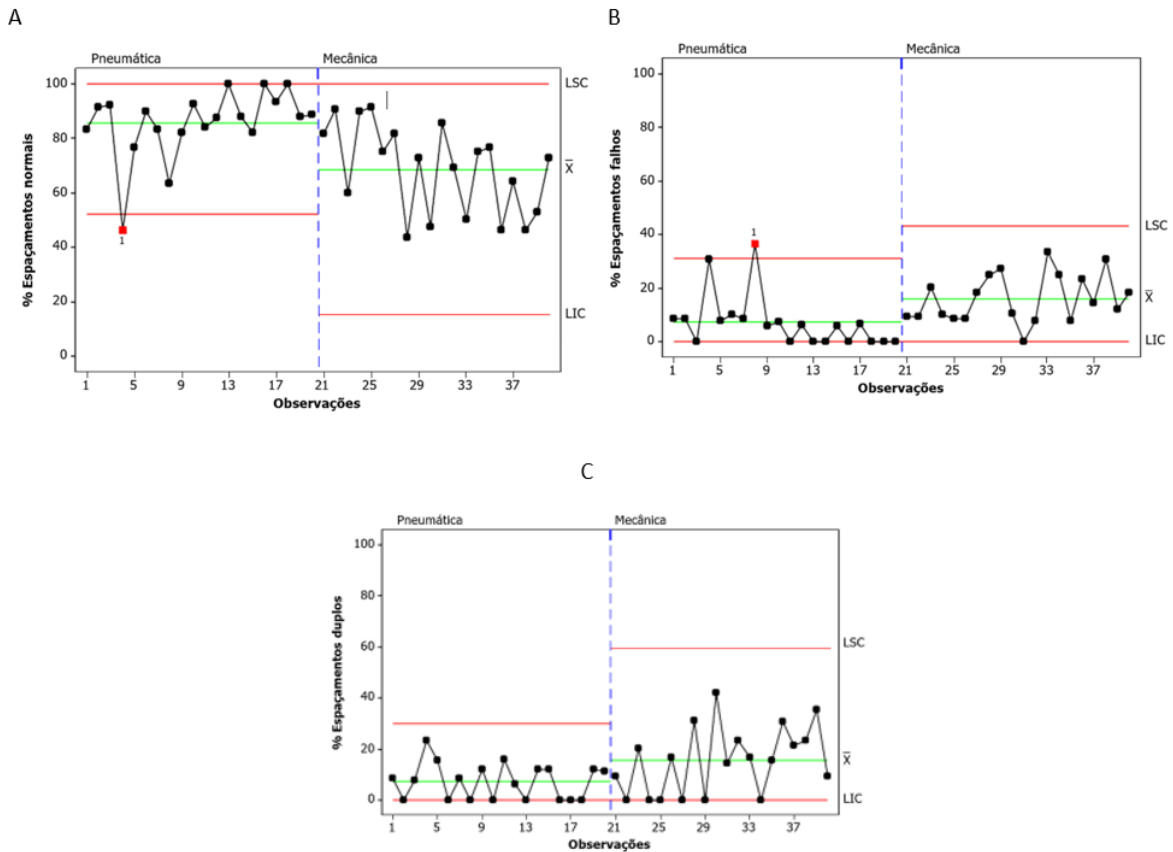 A
Pneumática Mecânica
% Espaçamentos normais
100
80
60
40
20
0
LSC
X̄
LIC
1
1 5 9 13 17 21 25 29 33 37
Observações
B
Pneumática Mecânica
% Espaçamentos falhos
100
80
60
40
20
0
LSC
X̄
LIC
1
1 5 9 13 17 21 25 29 33 37
Observações
C
Pneumática Mecânica
% Espaçamentos duplos
100
80
60
40
20
0
LSC
X̄
LIC
1 5 9 13 17 21 25 29 33 37
Observações